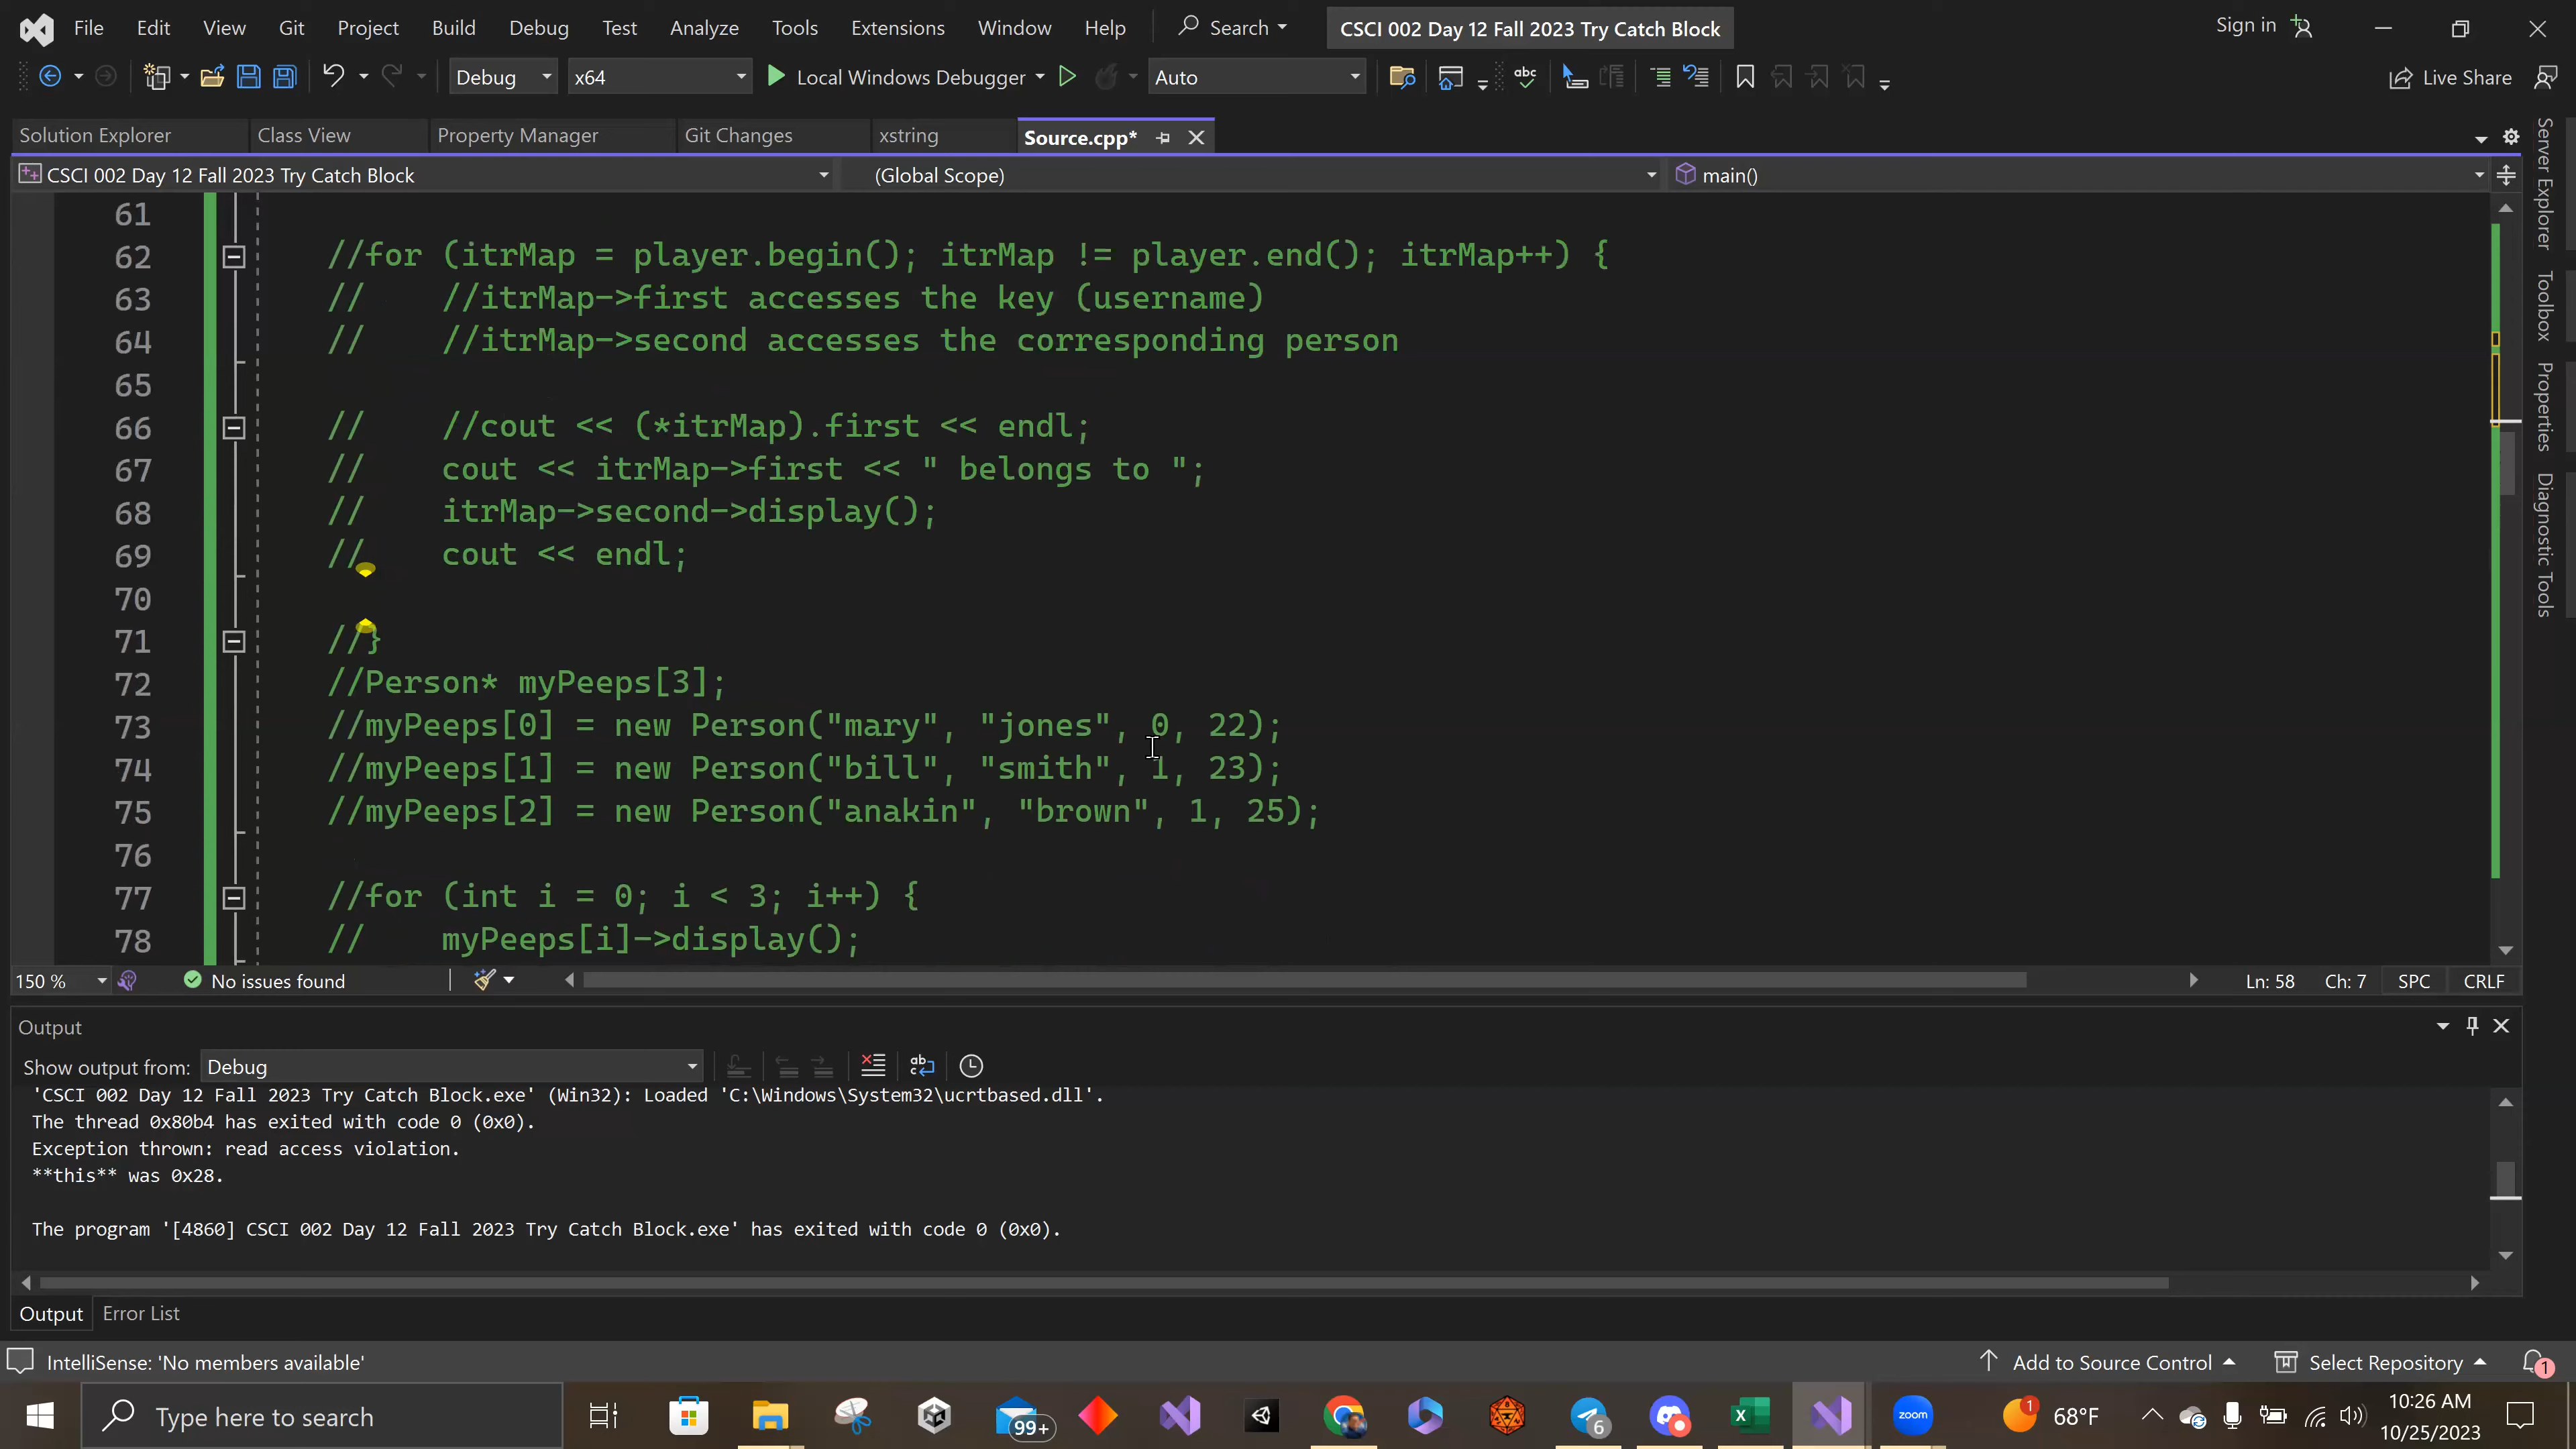 File Edit View Git Project Build Debug Test Analyze Tools Extensions Window Help Search CSCI 002 Day 12 Fall 2023 Try Catch Block Sign in
Debug x64 Local Windows Debugger Auto Live Share
Solution Explorer Class View Property Manager Git Changes xstring Source.cpp*
CSCI 002 Day 12 Fall 2023 Try Catch Block (Global Scope) main()
61
62 //for (itrMap = player.begin(); itrMap != player.end(); itrMap++) {
63 //    //itrMap->first accesses the key (username)
64 //    //itrMap->second accesses the corresponding person
65
66 //    //cout << (*itrMap).first << endl;
67 //    cout << itrMap->first << " belongs to ";
68 //    itrMap->second->display();
69 //    cout << endl;
70
71 //}
72 //Person* myPeeps[3];
73 //myPeeps[0] = new Person("mary", "jones", 0, 22);
74 //myPeeps[1] = new Person("bill", "smith", 1, 23);
75 //myPeeps[2] = new Person("anakin", "brown", 1, 25);
76
77 //for (int i = 0; i < 3; i++) {
78 //    myPeeps[i]->display();
150 % No issues found Ln: 58 Ch: 7 SPC CRLF
Output
Show output from: Debug
'CSCI 002 Day 12 Fall 2023 Try Catch Block.exe' (Win32): Loaded 'C:\Windows\System32\ucrtbased.dll'.
The thread 0x80b4 has exited with code 0 (0x0).
Exception thrown: read access violation.
**this** was 0x28.
The program '[4860] CSCI 002 Day 12 Fall 2023 Try Catch Block.exe' has exited with code 0 (0x0).
Output Error List
IntelliSense: 'No members available' Add to Source Control Select Repository 1
Type here to search 99+ 6 zoom 1 68°F 10:26 AM
10/25/2023
Server Explorer
Toolbox
Properties
Diagnostic Tools